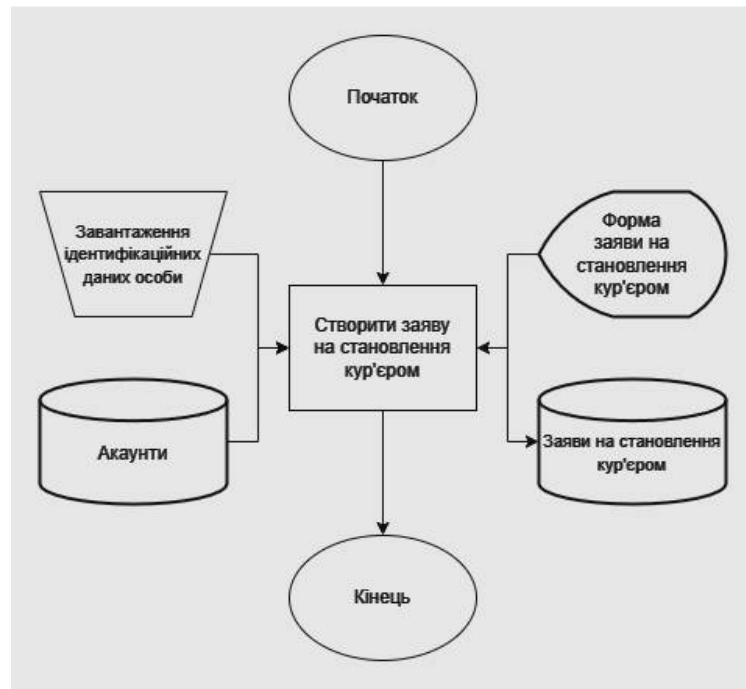 Початок
Завантаження
ідентифікаційних
даних особи
Форма
заяви на
становлення
кур'єром
Створити заяву
на становлення
кур'єром
Акаунти
Заяви на становлення
кур'єром
Кінець